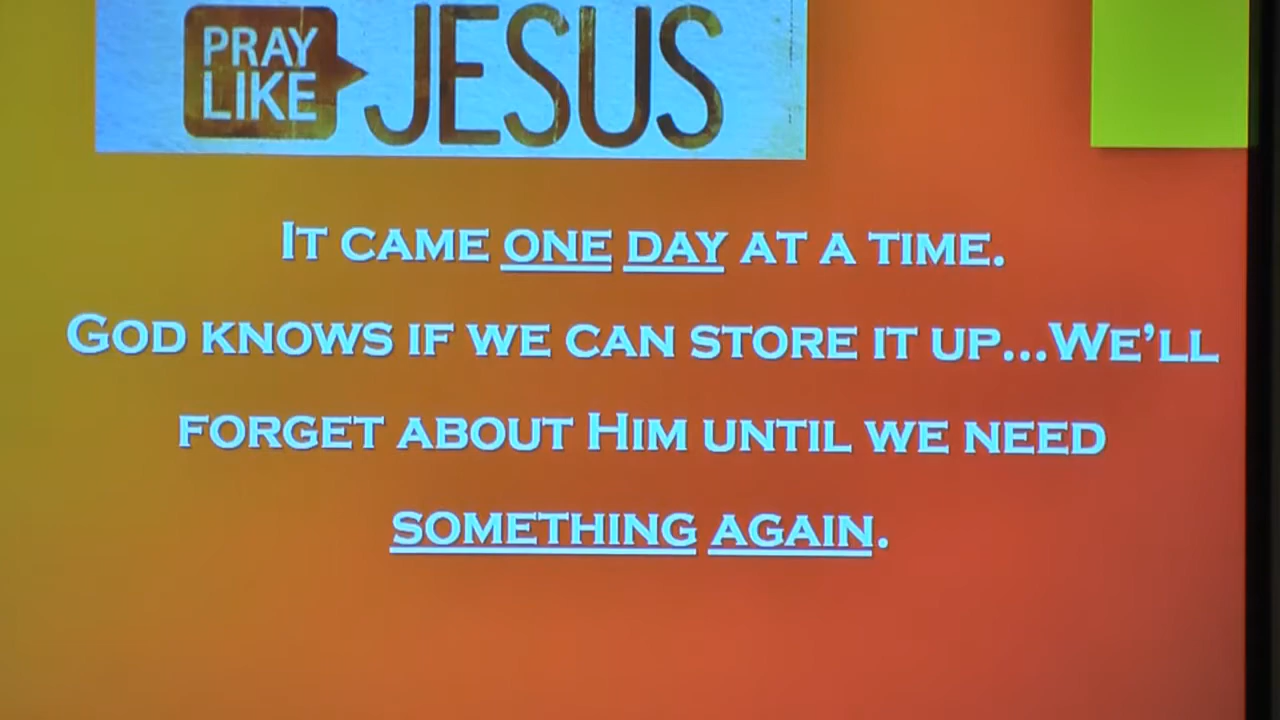 PRAY
LIKE
JESUS
It came one day at a time.
God knows if we can store it up...We'll
forget about Him until we need
something again.